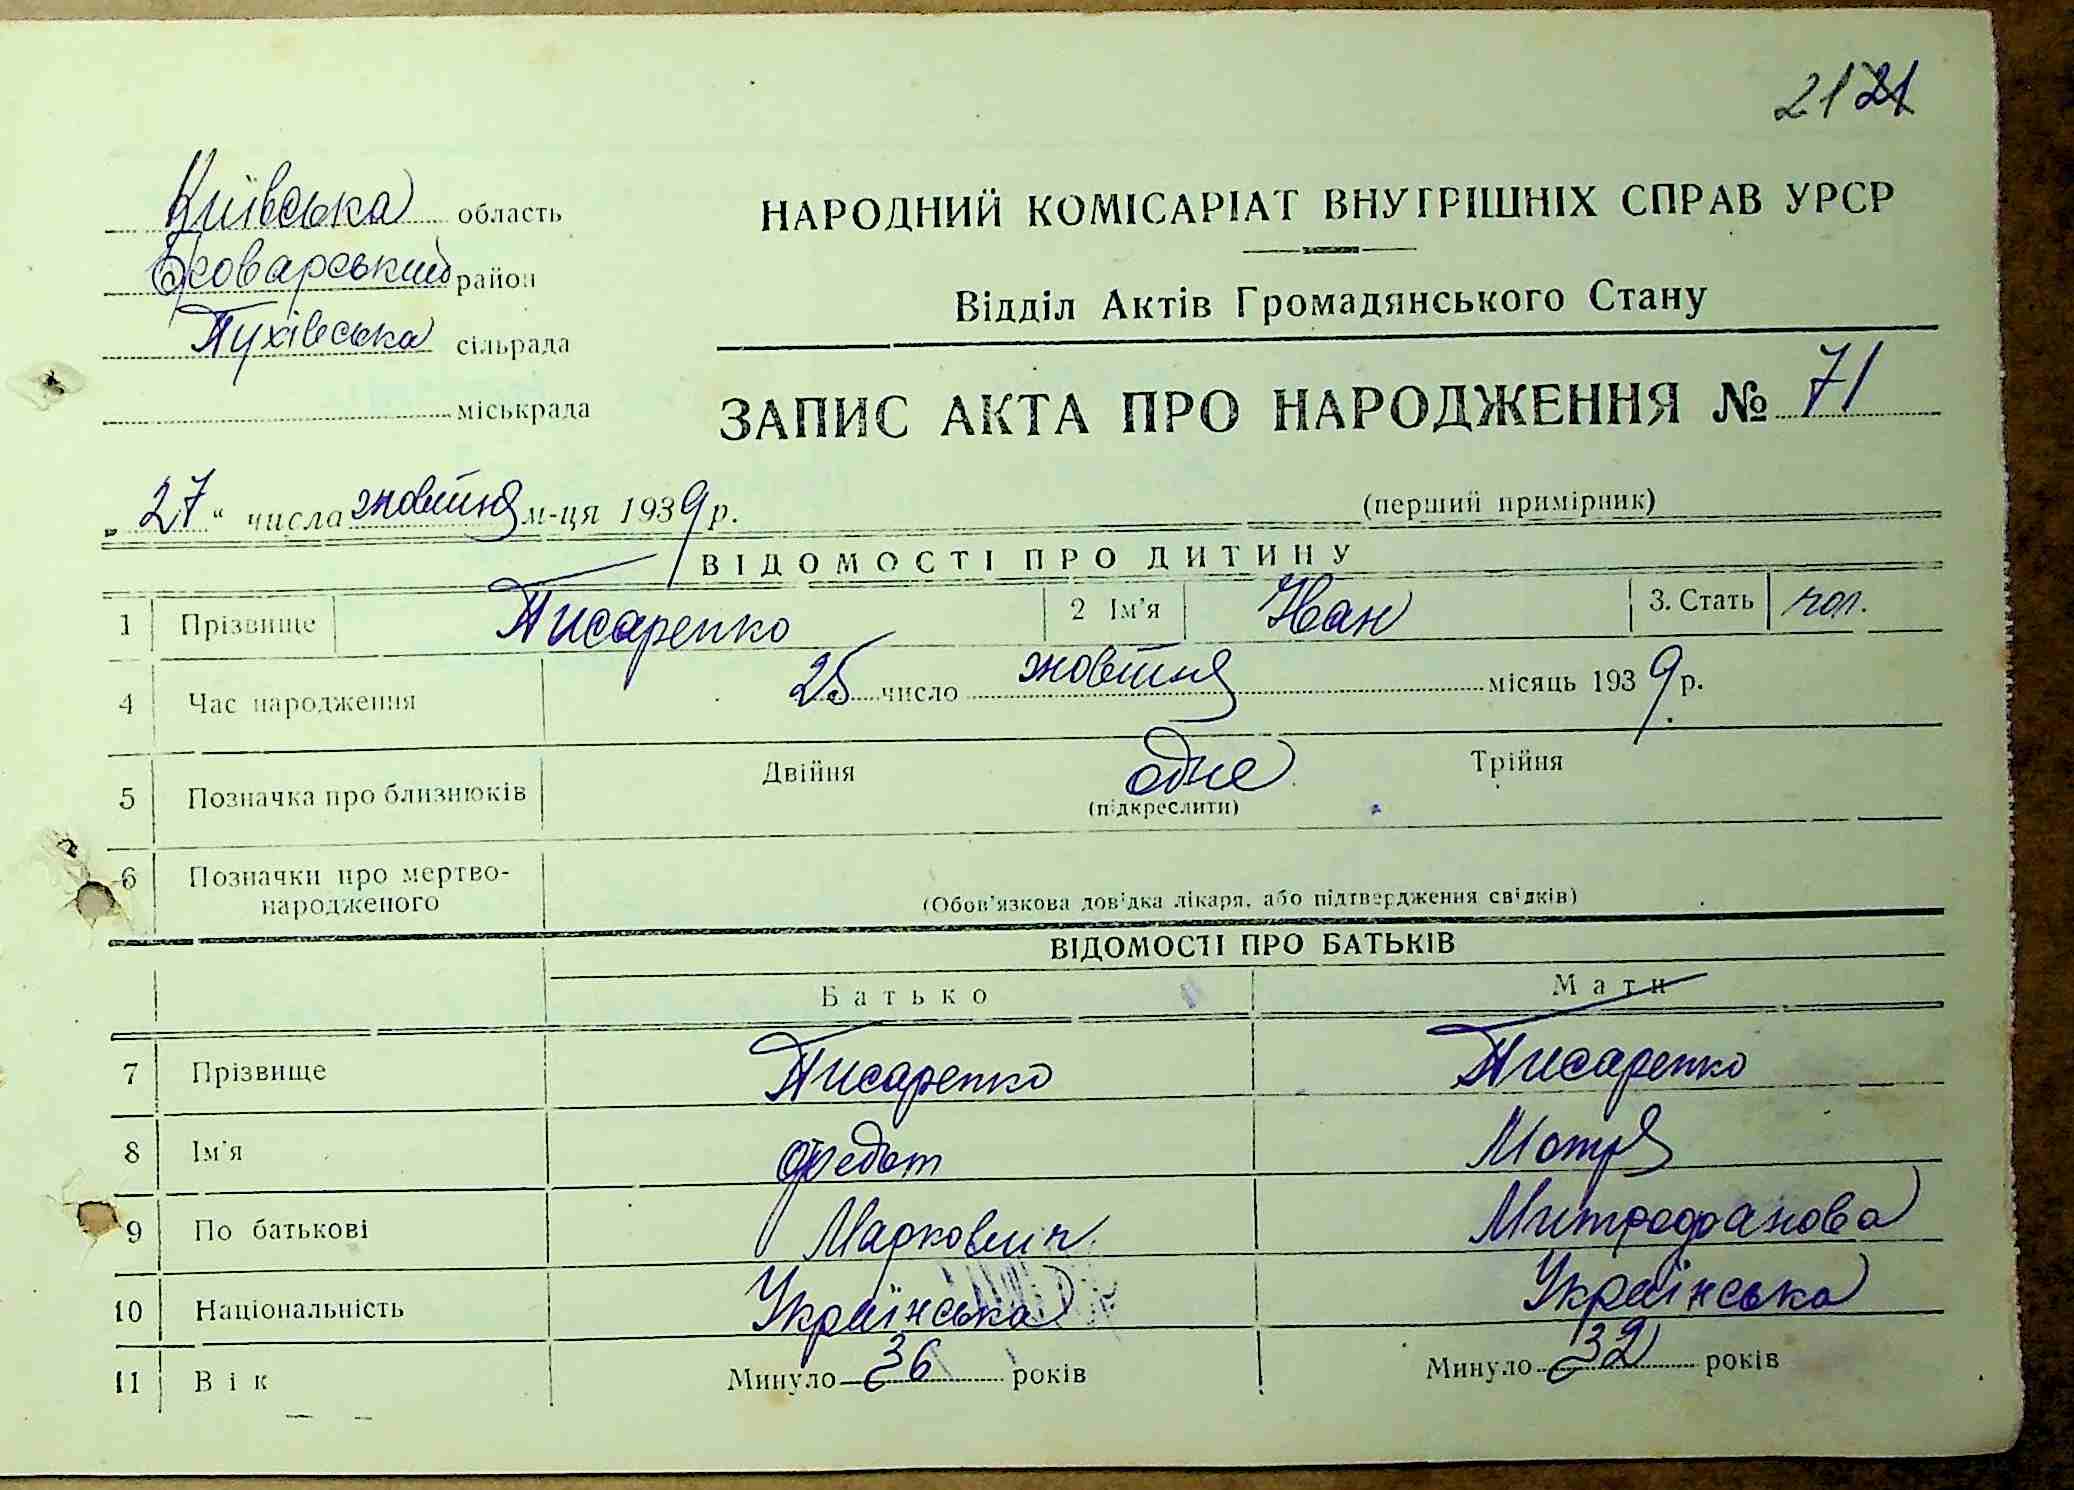 21 21
Київська область
Броварський район
Пухівська сільрада
міськрада
НАРОДНИЙ КОМІСАРІАТ ВНУТРІШНІХ СПРАВ УРСР
Відділ Актів Громадянського Стану
ЗАПИС АКТА ПРО НАРОДЖЕННЯ № 71
„27“ числа жовтня м-ця 1939 р.
(перший примірник)
ВІДОМОСТІ ПРО ДИТИНУ
1 Прізвище Писаренко 2 Ім'я Иван 3. Стать чол.
4 Час народження 25 число жовтня місяць 1939 р.
5 Позначка про близнюків Двійня одне Трійня
(підкреслити)
6 Позначки про мертво-
народженого
(Обов'язкова довідка лікаря, або підтвердження свідків)
ВІДОМОСТІ ПРО БАТЬКІВ
Батько Мати
7 Прізвище Писаренко Писаренко
8 Ім'я Федот Мотря
9 По батькові Маркович Митрофанова
10 Національність Українська Українська
11 Вік Минуло 36 років Минуло 32 років